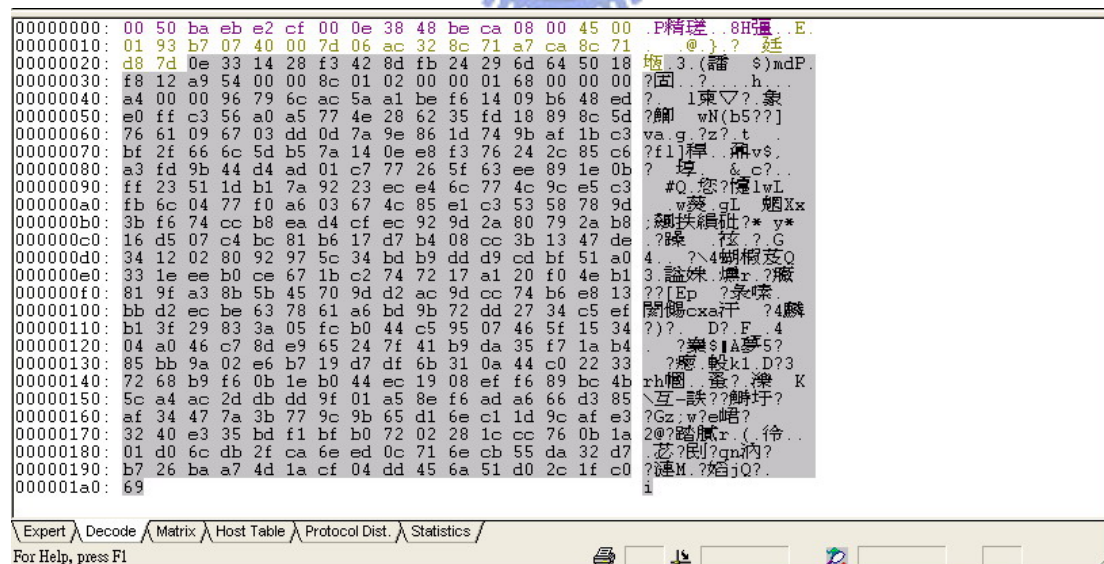 00000000: 00 50 ba eb e2 cf 00 0e 38 48 be ca 08 00 45 00 .P精瑳..8H彊..E.
00000010: 01 93 b7 07 40 00 7d 06 ac 32 8c 71 a7 ca 8c 71
00000020: d8 7d 0e 33 14 28 f3 42 8d fb 24 29 6d 64 50 18
00000030: f8 12 a9 54 00 00 8c 01 02 00 00 01 68 00 00 00
00000040: a4 00 00 96 79 6c ac 5a a1 be f6 14 09 b6 48 ed
00000050: e0 ff c3 56 a0 a5 77 4e 28 62 35 fd 18 89 8c 5d
00000060: 76 61 09 67 03 dd 0d 7a 9e 86 1d 74 9b af 1b c3 va.g.?z?.t
00000070: bf 2f 66 6c 5d b5 7a 14 0e e8 f3 76 24 2c 85 c6
00000080: a3 fd 9b 44 d4 ad 01 c7 77 26 5f 63 ee 89 1e 0b
00000090: ff 23 51 1d b1 7a 92 23 ec e4 6c 77 4c 9c e5 c3
000000a0: fb 6c 04 77 f0 a6 03 67 4c 85 e1 c3 53 58 78 9d
000000b0: 3b f6 74 cc b8 ea d4 cf ec 92 9d 2a 80 79 2a b8
000000c0: 16 d5 07 c4 bc 81 b6 17 d7 b4 08 cc 3b 13 47 de
000000d0: 34 12 02 80 92 97 5c 34 bd b9 dd d9 cd bf 51 a0
000000e0: 33 1e ee b0 ce 67 1b c2 74 72 17 a1 20 f0 4e b1
000000f0: 81 9f a3 8b 5b 45 70 9d d2 ac 9d cc 74 b6 e8 13
00000100: bb d2 ec be 63 78 61 a6 bd 9b 72 dd 27 34 c5 ef
00000110: b1 3f 29 83 3a 05 fc b0 44 c5 95 07 46 5f 15 34
00000120: 04 a0 46 c7 8d e9 65 24 7f 41 b9 da 35 f7 1a b4
00000130: 85 bb 9a 02 e6 b7 19 d7 df 6b 31 0a 44 c0 22 33
00000140: 72 68 b9 f6 0b 1e b0 44 ec 19 08 ef f6 89 bc 4b
00000150: 5c a4 ac 2d db dd 9f 01 a5 8e f6 ad a6 66 d3 85
00000160: af 34 47 7a 3b 77 9c 9b 65 d1 6e c1 1d 9c af e3
00000170: 32 40 e3 35 bd f1 bf b0 72 02 28 1c cc 76 0b 1a
00000180: 01 d0 6c db 2f ca 6e ed 0c 71 6e cb 55 da 32 d7
00000190: b7 26 ba a7 4d 1a cf 04 dd 45 6a 51 d0 2c 1f c0
000001a0: 69 i
Expert Decode Matrix Host Table Protocol Dist. Statistics
For Help, press F1